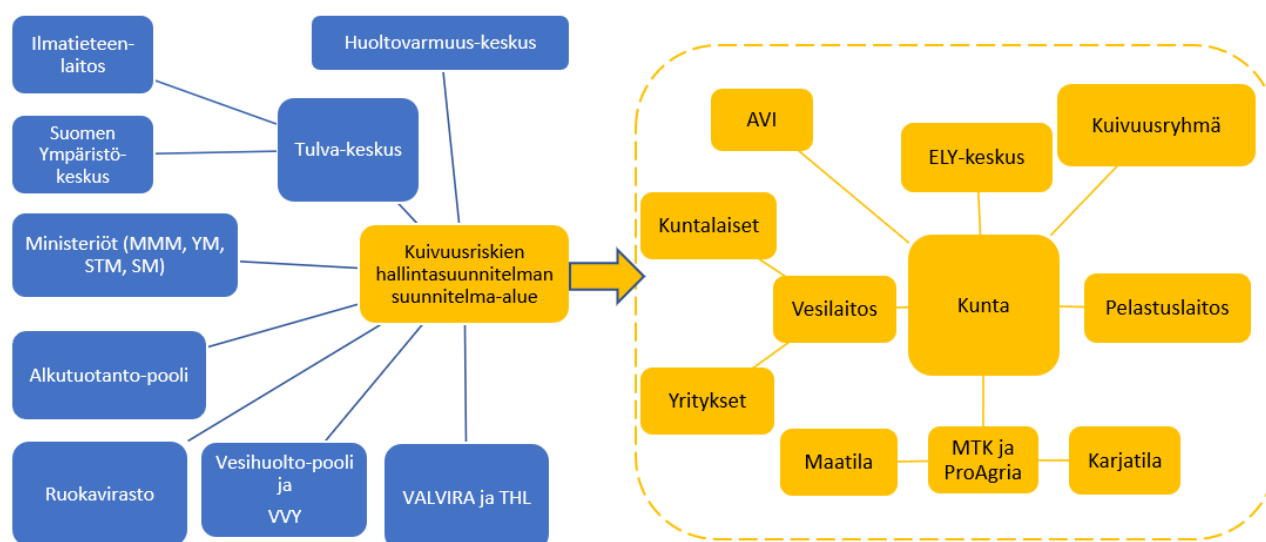 Ilmatieteen-
laitos
Huoltovarmuus-keskus
Suomen
Ympäristö-
keskus
Tulva-keskus
Ministeriöt (MMM, YM,
STM, SM)
Kuivuusriskien
hallintasuunnitelman
suunnitelma-alue
Alkutuotanto-pooli
Ruokavirasto
Vesihuolto-pooli
ja
VVY
VALVIRA ja THL
AVI
ELY-keskus
Kuivuusryhmä
Kuntalaiset
Vesilaitos
Kunta
Pelastuslaitos
Yritykset
Maatila
MTK ja
ProAgria
Karjatila